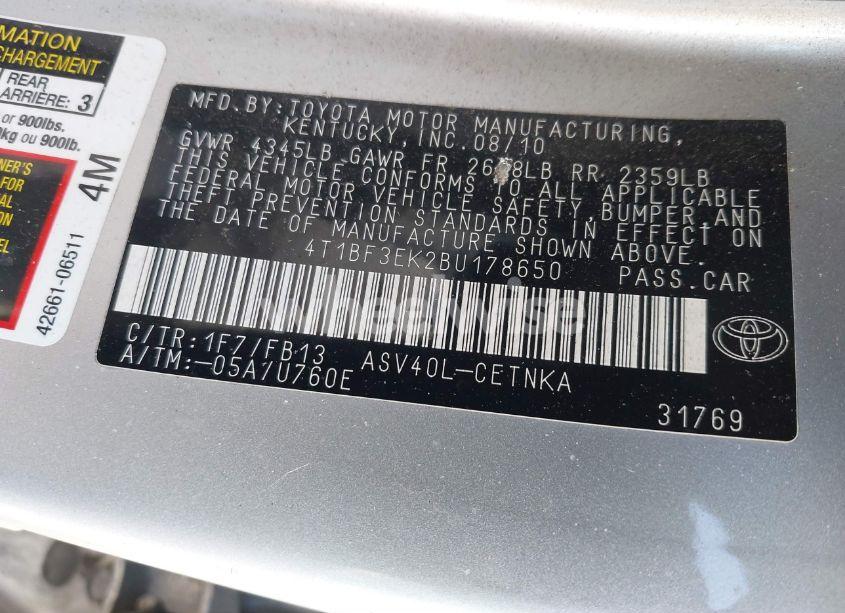 MATION
CHARGEMENT
REAR
ARRIÈRE: 3
or 900lbs.
kg ou 900lb.
NER'S
FOR
AL
ON
EL
4M
42661-06511
MFD.BY:TOYOTA MOTOR MANUFACTURING,
KENTUCKY,INC.08/10
GVWR 4345LB GAWR FR RR 2359LB
THIS VEHICLE CONFORMS TO ALL APPLICABLE
FEDERAL MOTOR VEHICLE SAFETY,BUMPER AND
THEFT PREVENTION STANDARDS IN EFFECT ON
THE DATE OF MANUFACTURE SHOWN ABOVE.
4T1BF3EK2BU178650 PASS.CAR
wheelwise
C/TR:1F7/FB13 ASV40L-CETNKA
A/TM:-05A/U760E
31769